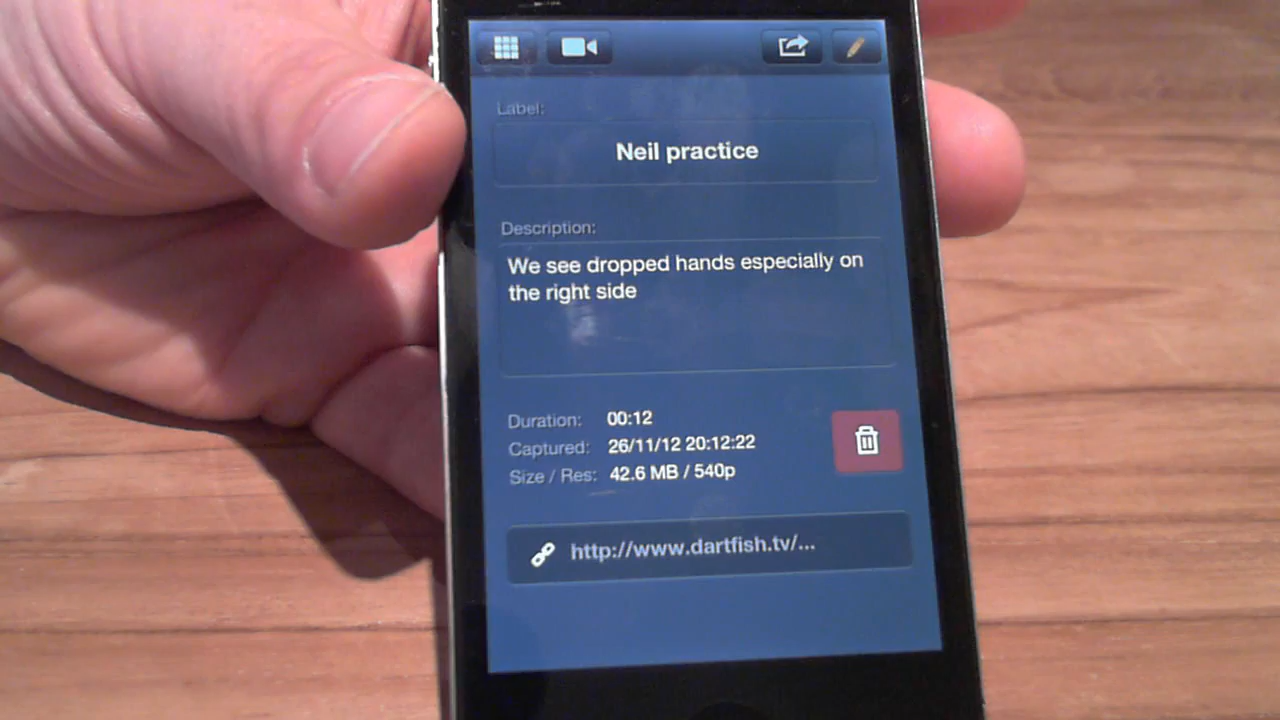 Label:
Neil practice
Description:
We see dropped hands especially on
the right side
Duration: 00:12
Captured: 26/11/12 20:12:22
Size / Res: 42.6 MB / 540p
http://www.dartfish.tv/...